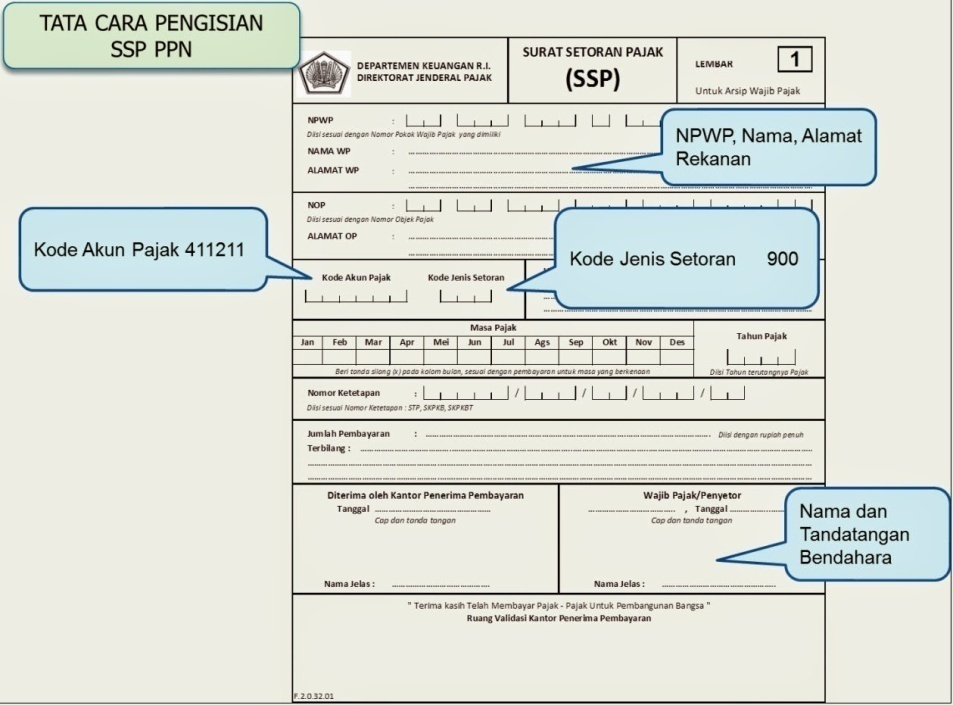 TATA CARA PENGISIAN
SSP PPN
DEPARTEMEN KEUANGAN R.I.
DIREKTORAT JENDERAL PAJAK
SURAT SETORAN PAJAK
(SSP)
LEMBAR 1
Untuk Arsip Wajib Pajak
NPWP :
Diisi sesuai dengan Nomor Pokok Wajib Pajak yang dimiliki
NAMA WP :
ALAMAT WP :
NPWP, Nama, Alamat
Rekanan
NOP :
Diisi sesuai dengan Nomor Objek Pajak
ALAMAT OP :
Kode Akun Pajak 411211
Kode Jenis Setoran 900
Kode Akun Pajak Kode Jenis Setoran
Masa Pajak
Jan Feb Mar Apr Mei Jun Jul Ags Sep Okt Nov Des
Beri tanda silang (x) pada kolom bulan, sesuai dengan pembayaran untuk masa yang berkenaan
Tahun Pajak
Diisi Tahun terutangnya Pajak
Nomor Ketetapan : / / / /
Diisi sesuai Nomor Ketetapan : STP, SKPKB, SKPKBT
Jumlah Pembayaran : Diisi dengan rupiah penuh
Terbilang :
Diterima oleh Kantor Penerima Pembayaran
Tanggal
Cap dan tanda tangan
Nama Jelas :
Wajib Pajak/Penyetor
, Tanggal
Cap dan tanda tangan
Nama Jelas :
Nama dan
Tandatangan
Bendahara
" Terima kasih Telah Membayar Pajak - Pajak Untuk Pembangunan Bangsa "
Ruang Validasi Kantor Penerima Pembayaran
F.2.0.32.01